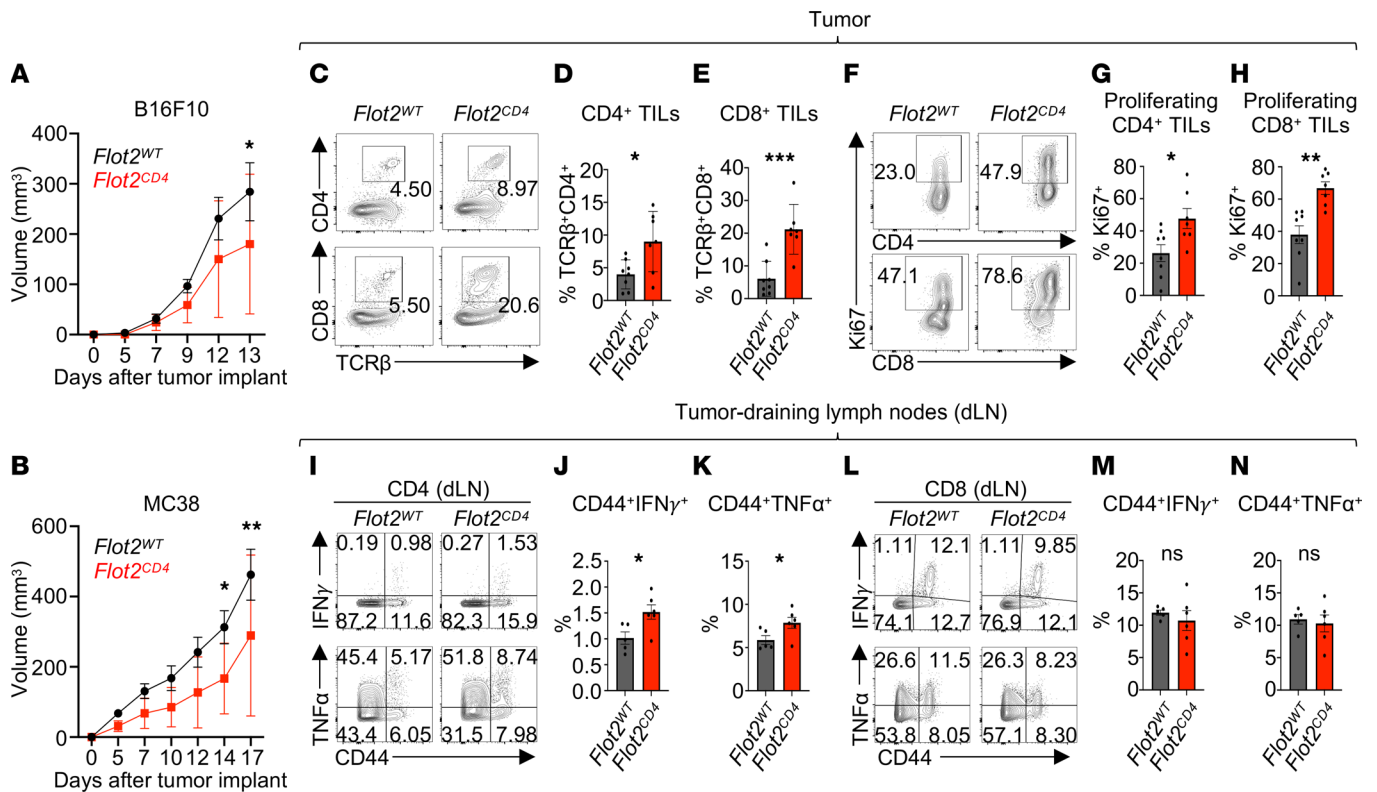 Tumor
A
B16F10
Volume (mm³)
400
300
200
100
0
Flot2WT
Flot2CD4
*
0 5 7 9 12 13
Days after tumor implant
C
Flot2WT Flot2CD4
CD4
4.50 8.97
CD8
5.50 20.6
TCRβ
D
CD4⁺ TILs
*
% TCRβ⁺CD4⁺
20
15
10
5
0
Flot2WT
Flot2CD4
E
CD8⁺ TILs
***
% TCRβ⁺CD8⁺
40
30
20
10
0
Flot2WT
Flot2CD4
F
Flot2WT Flot2CD4
23.0 47.9
CD4
47.1 78.6
Ki67
CD8
G
Proliferating
CD4⁺ TILs
*
% Ki67⁺
80
60
40
20
0
Flot2WT
Flot2CD4
H
Proliferating
CD8⁺ TILs
**
% Ki67⁺
80
60
40
20
0
Flot2WT
Flot2CD4
Tumor-draining lymph nodes (dLN)
B
MC38
Volume (mm³)
600
400
200
0
Flot2WT
Flot2CD4
*
**
0 5 7 10 12 14 17
Days after tumor implant
I
CD4 (dLN)
Flot2WT Flot2CD4
IFNγ
0.19 0.98 0.27 1.53
87.2 11.6 82.3 15.9
TNFα
45.4 5.17 51.8 8.74
43.4 6.05 31.5 7.98
CD44
J
CD44⁺IFNγ⁺
*
%
2.5
2.0
1.5
1.0
0.5
0.0
Flot2WT
Flot2CD4
K
CD44⁺TNFα⁺
*
%
15
10
5
0
Flot2WT
Flot2CD4
L
CD8 (dLN)
Flot2WT Flot2CD4
IFNγ
1.11 12.1 1.11 9.85
74.1 12.7 76.9 12.1
TNFα
26.6 11.5 26.3 8.23
53.8 8.05 57.1 8.30
CD44
M
CD44⁺IFNγ⁺
ns
%
20
15
10
5
0
Flot2WT
Flot2CD4
N
CD44⁺TNFα⁺
ns
%
20
15
10
5
0
Flot2WT
Flot2CD4